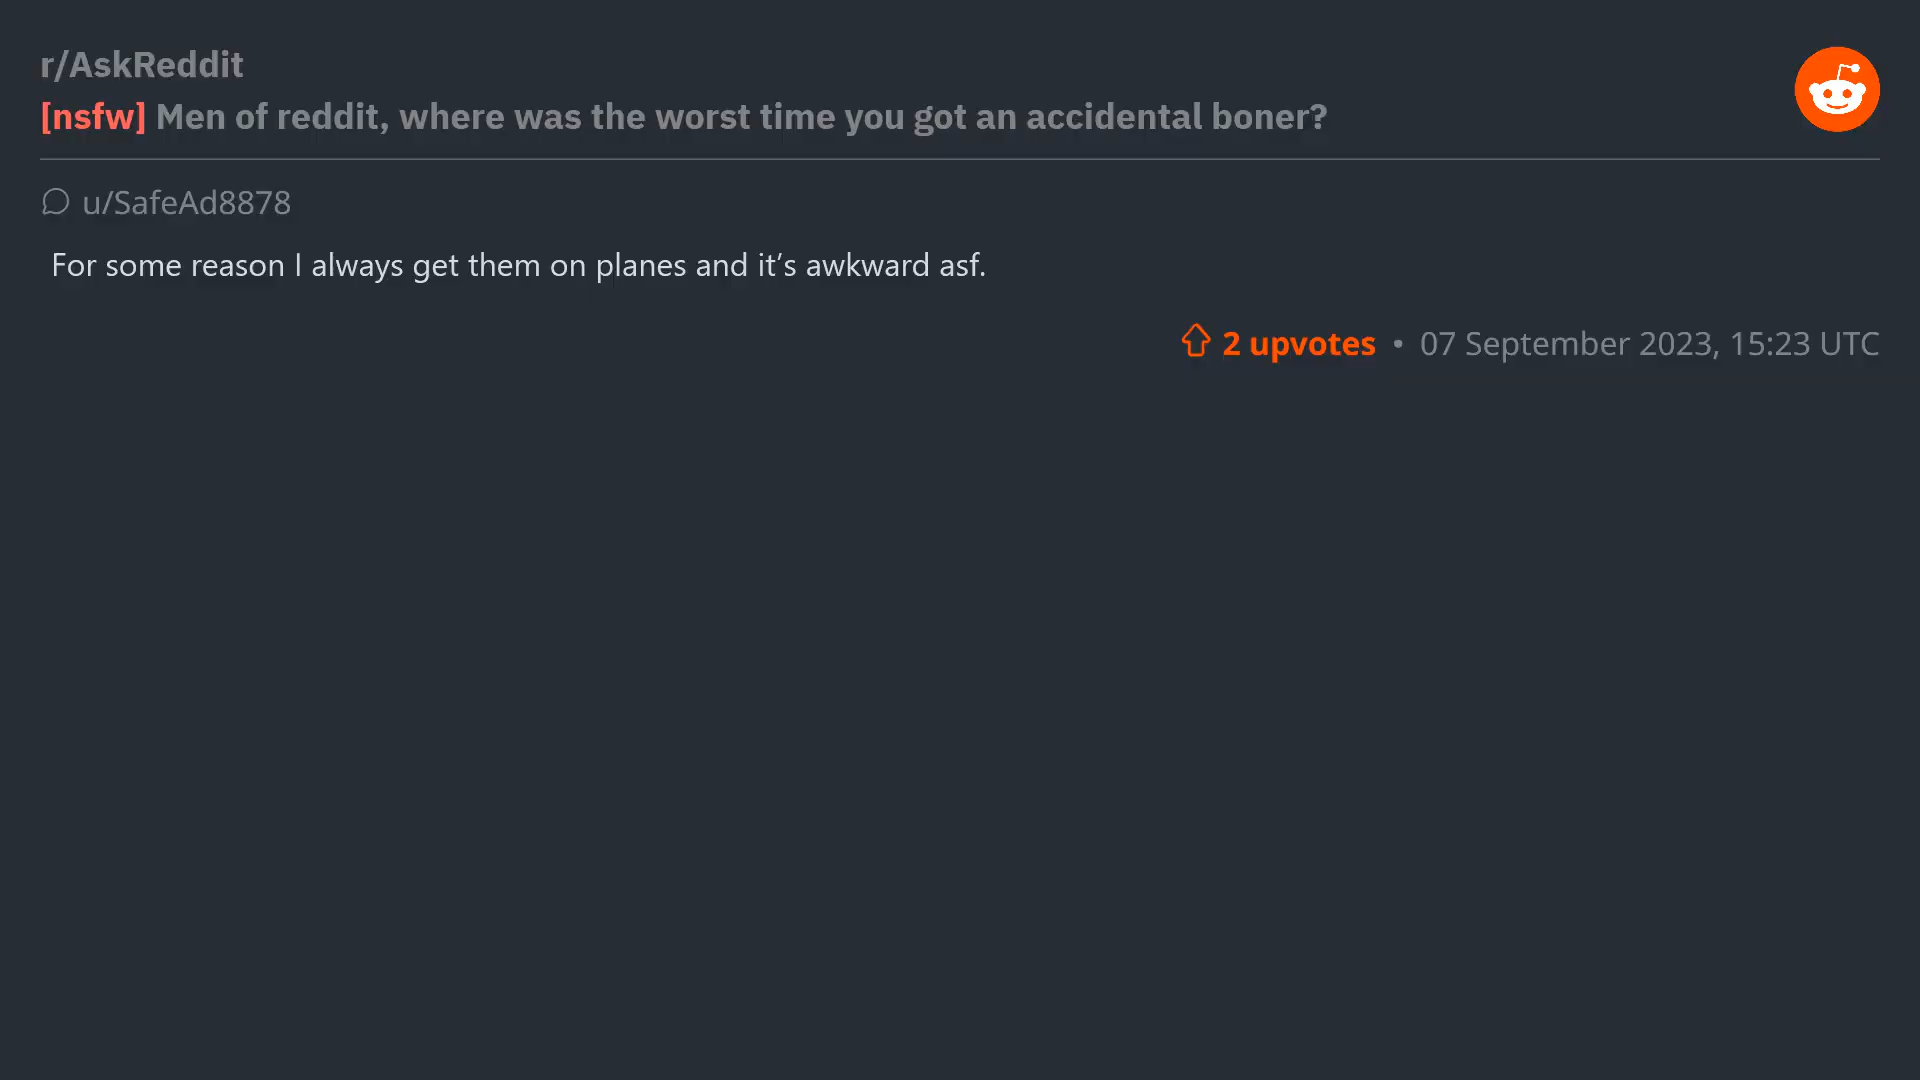 r/AskReddit
[nsfw] Men of reddit, where was the worst time you got an accidental boner?
u/SafeAd8878
For some reason I always get them on planes and it’s awkward asf.
2 upvotes • 07 September 2023, 15:23 UTC